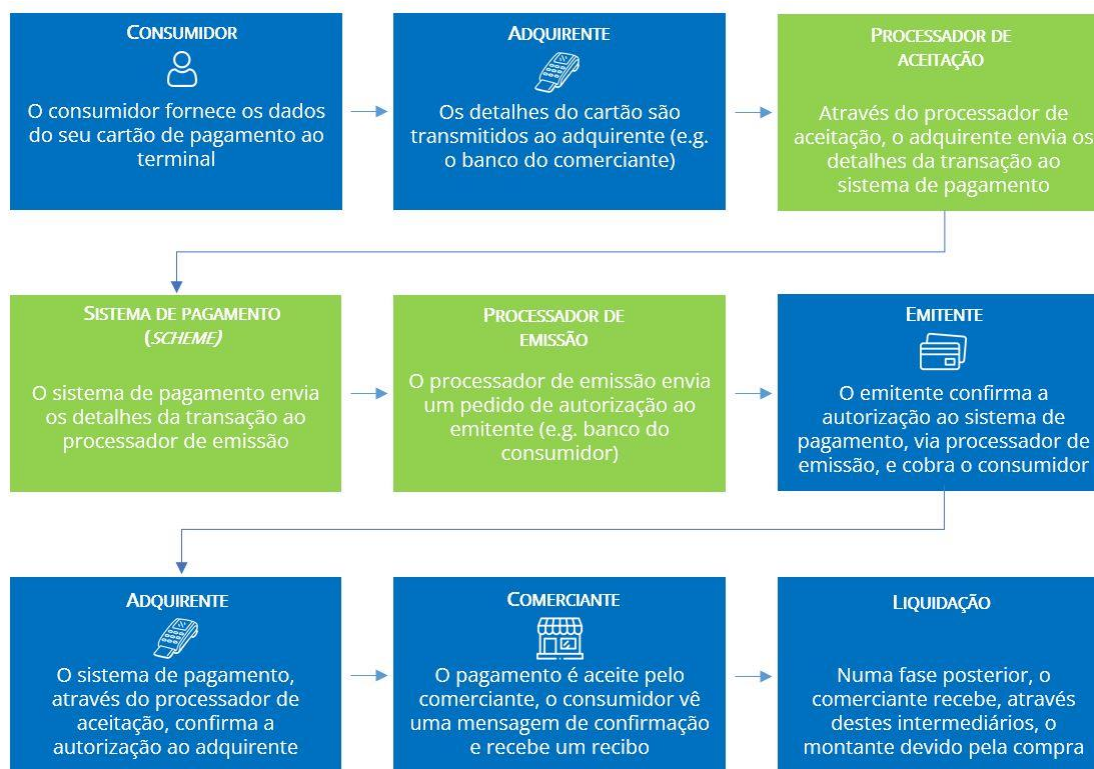 CONSUMIDOR
O consumidor fornece os dados
do seu cartão de pagamento ao
terminal
ADQUIRENTE
Os detalhes do cartão são
transmitidos ao adquirente (e.g.
o banco do comerciante)
PROCESSADOR DE
ACEITAÇÃO
Através do processador de
aceitação, o adquirente envia os
detalhes da transação ao
sistema de pagamento
SISTEMA DE PAGAMENTO
(SCHEME)
O sistema de pagamento envia
os detalhes da transação ao
processador de emissão
PROCESSADOR DE
EMISSÃO
O processador de emissão envia
um pedido de autorização ao
emitente (e.g. banco do
consumidor)
EMITENTE
O emitente confirma a
autorização ao sistema de
pagamento, via processador de
emissão, e cobra o consumidor
ADQUIRENTE
O sistema de pagamento,
através do processador de
aceitação, confirma a
autorização ao adquirente
COMERCIANTE
O pagamento é aceite pelo
comerciante, o consumidor vê
uma mensagem de confirmação
e recebe um recibo
LIQUIDAÇÃO
Numa fase posterior, o
comerciante recebe, através
destes intermediários, o
montante devido pela compra